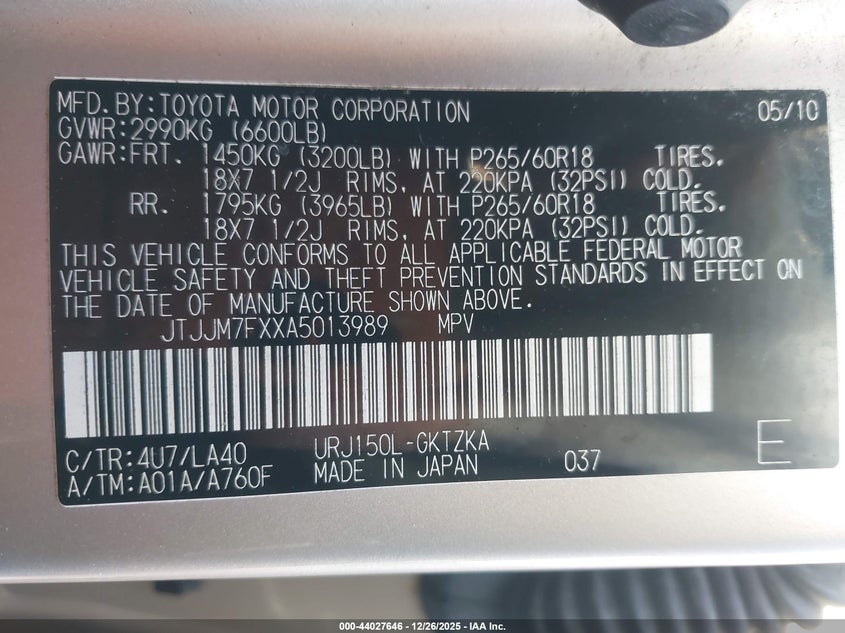 MFD. BY: TOYOTA MOTOR CORPORATION 05/10
GVWR: 2990KG (6600LB)
GAWR: FRT. 1450KG (3200LB) WITH P265/60R18 TIRES.
18X7 1/2J RIMS, AT 220KPA (32PSI) COLD.
RR. 1795KG (3965LB) WITH P265/60R18 TIRES.
18X7 1/2J RIMS, AT 220KPA (32PSI) COLD.
THIS VEHICLE CONFORMS TO ALL APPLICABLE FEDERAL MOTOR
VEHICLE SAFETY AND THEFT PREVENTION STANDARDS IN EFFECT ON
THE DATE OF MANUFACTURE SHOWN ABOVE.
JTJJM7FXXA5013989 MPV
C/TR: 4U7/LA40 URJ150L-GKTZKA
A/TM: A01A/A760F MADE IN JAPAN 037 E
000-44027646 - 12/26/2025 - IAA Inc.